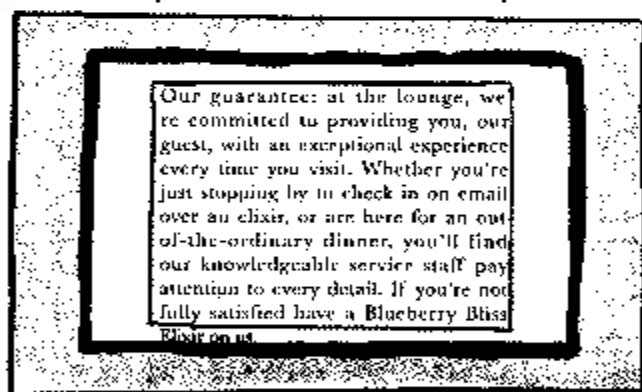 Our guarantee: at the lounge, we
re committed to providing you, our
guest, with an exceptional experience
every time you visit. Whether you're
just stopping by to check in on email
over an elixir, or are here for an out
of-the-ordinary dinner, you'll find
our knowledgeable service staff pay
attention to every detail. If you're not
fully satisfied have a Blueberry Bliss
Elixir on us.